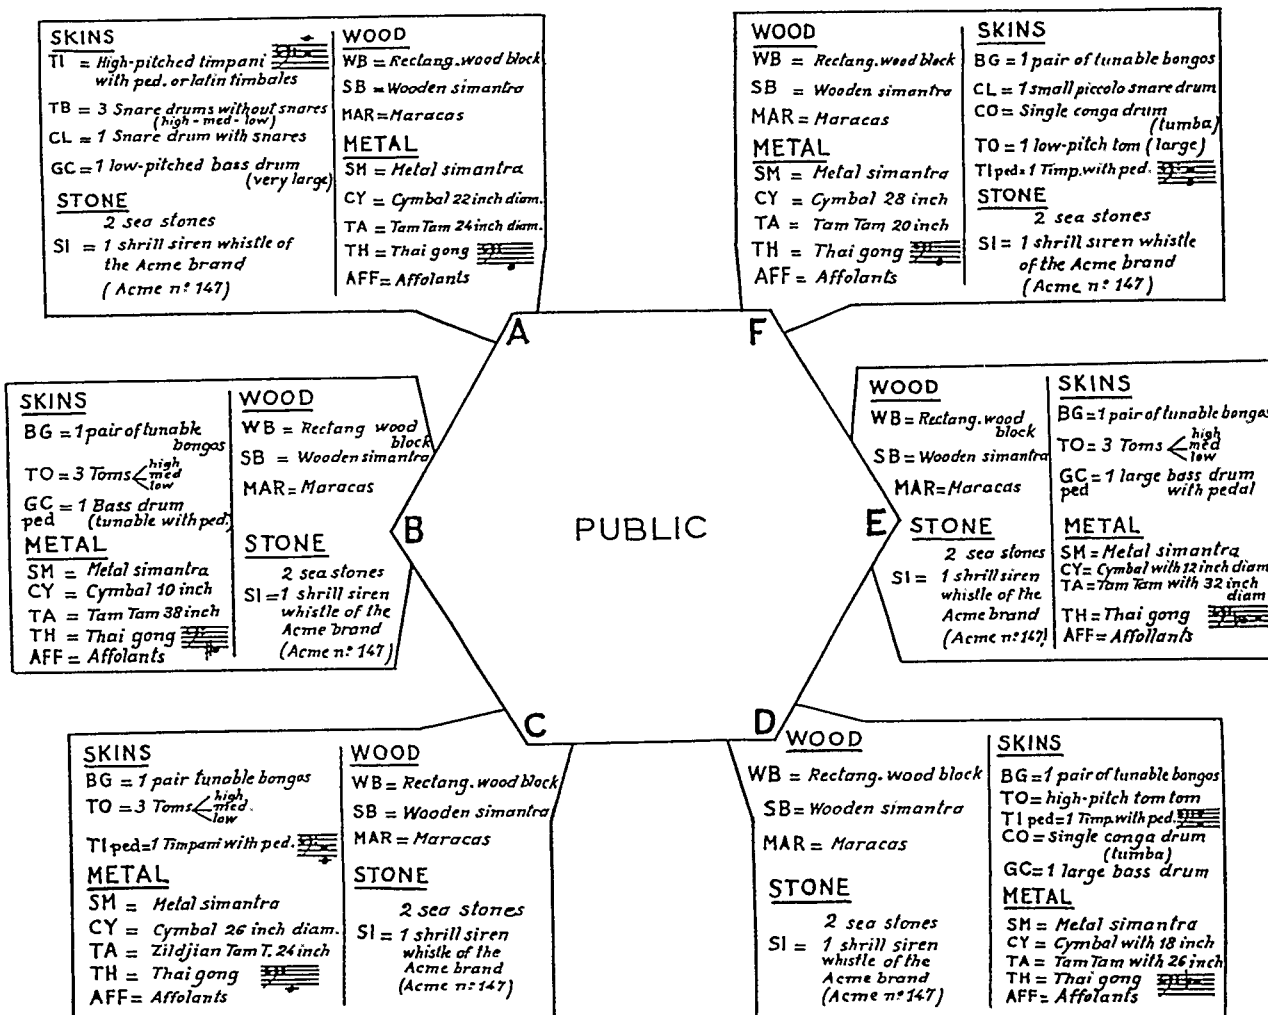 SKINS
TI = High-pitched timpani
with ped. or latin timbales
TB = 3 Snare drums without snares
(high-med-low)
CL = 1 Snare drum with snares
GC = 1 low-pitched bass drum
(very large)
STONE
2 sea stones
SI = 1 shrill siren whistle of
the Acme brand
(Acme nº 147)
WOOD
WB = Rectang. wood block
SB = Wooden simantra
MAR = Maracas
METAL
SM = Metal simantra
CY = Cymbal 22 inch diam.
TA = Tam Tam 24 inch diam.
TH = Thai gong
AFF = Affolants
WOOD
WB = Rectang. wood block
SB = Wooden simantra
MAR = Maracas
METAL
SM = Metal simantra
CY = Cymbal 28 inch
TA = Tam Tam 20 inch
TH = Thai gong
AFF = Affolants
SKINS
BG = 1 pair of tunable bongos
CL = 1 small piccolo snare drum
CO = Single conga drum
(tumba)
TO = 1 low-pitch tom (large)
TI ped = 1 Timp. with ped.
STONE
2 sea stones
SI = 1 shrill siren whistle
of the Acme brand
(Acme nº 147)
A
F
SKINS
BG = 1 pair of tunable
bongos
TO = 3 Toms
high
med
low
GC = 1 Bass drum
ped (tunable with ped.)
METAL
SM = Metal simantra
CY = Cymbal 10 inch
TA = Tam Tam 38 inch
TH = Thai gong
AFF = Affolants
WOOD
WB = Rectang wood
block
SB = Wooden simantra
MAR = Maracas
STONE
2 sea stones
SI = 1 shrill siren
whistle of the
Acme brand
(Acme nº 147)
B
PUBLIC
E
WOOD
WB = Rectang. wood
block
SB = Wooden simantra
MAR = Maracas
STONE
2 sea stones
SI = 1 shrill siren
whistle of the
Acme brand
(Acme nº 147)
SKINS
BG = 1 pair of tunable bongos
TO = 3 Toms
high
med
low
GC = 1 large bass drum
ped with pedal
METAL
SM = Metal simantra
CY = Cymbal with 12 inch diam
TA = Tam Tam with 32 inch
diam
TH = Thai gong
AFF = Affollants
C
D
SKINS
BG = 1 pair tunable bongos
TO = 3 Toms
high
med.
low
TI ped = 1 Timpani with ped.
METAL
SM = Metal simantra
CY = Cymbal 26 inch diam.
TA = Zildjian Tam T. 24 inch
TH = Thai gong
AFF = Affolants
WOOD
WB = Rectang. wood block
SB = Wooden simantra
MAR = Maracas
STONE
2 sea stones
SI = 1 shrill siren
whistle of the
Acme brand
(Acme nº 147)
WOOD
WB = Rectang. wood block
SB = Wooden simantra
MAR = Maracas
STONE
2 sea stones
SI = 1 shrill siren
whistle of the
Acme brand
(Acme nº 147)
SKINS
BG = 1 pair of tunable bongos
TO = high-pitch tom tom
TI ped = 1 Timp. with ped.
CO = Single conga drum
(tumba)
GC = 1 large bass drum
METAL
SM = Metal simantra
CY = Cymbal with 18 inch
TA = Tam Tam with 26 inch
TH = Thai gong
AFF = Affolants